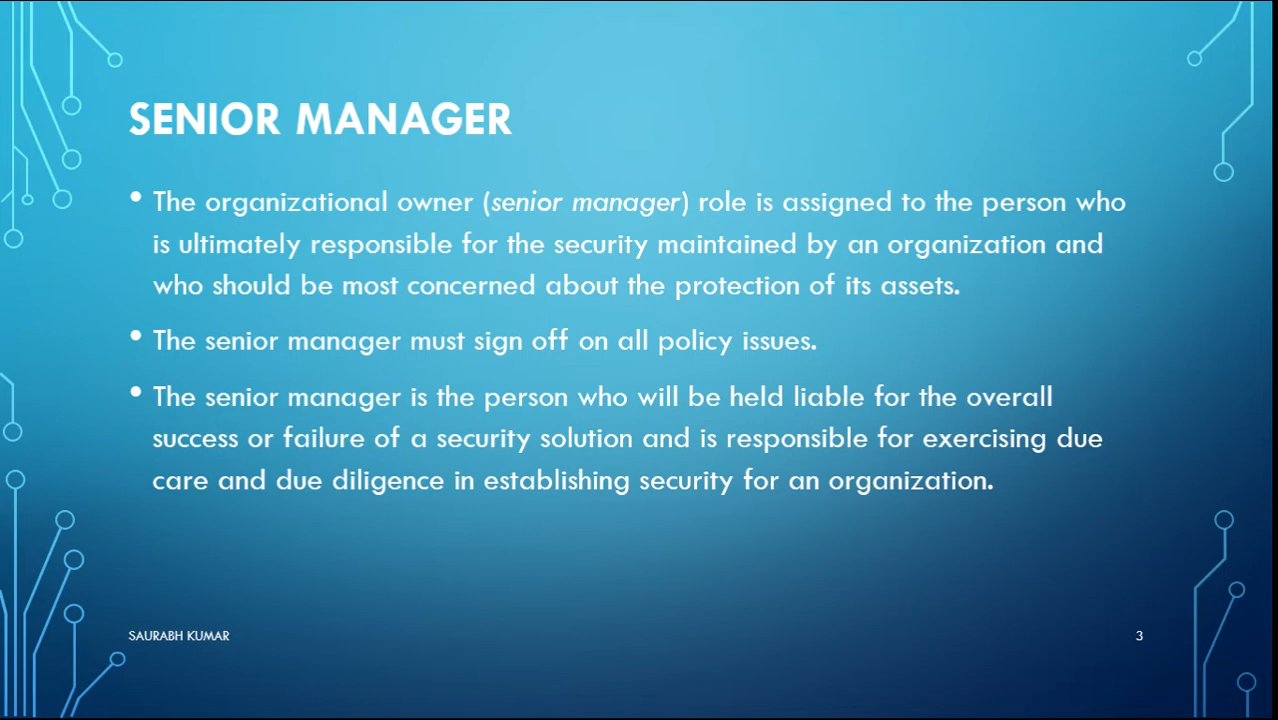 SENIOR MANAGER
• The organizational owner (senior manager) role is assigned to the person who
is ultimately responsible for the security maintained by an organization and
who should be most concerned about the protection of its assets.
• The senior manager must sign off on all policy issues.
• The senior manager is the person who will be held liable for the overall
success or failure of a security solution and is responsible for exercising due
care and due diligence in establishing security for an organization.
SAURABH KUMAR
3